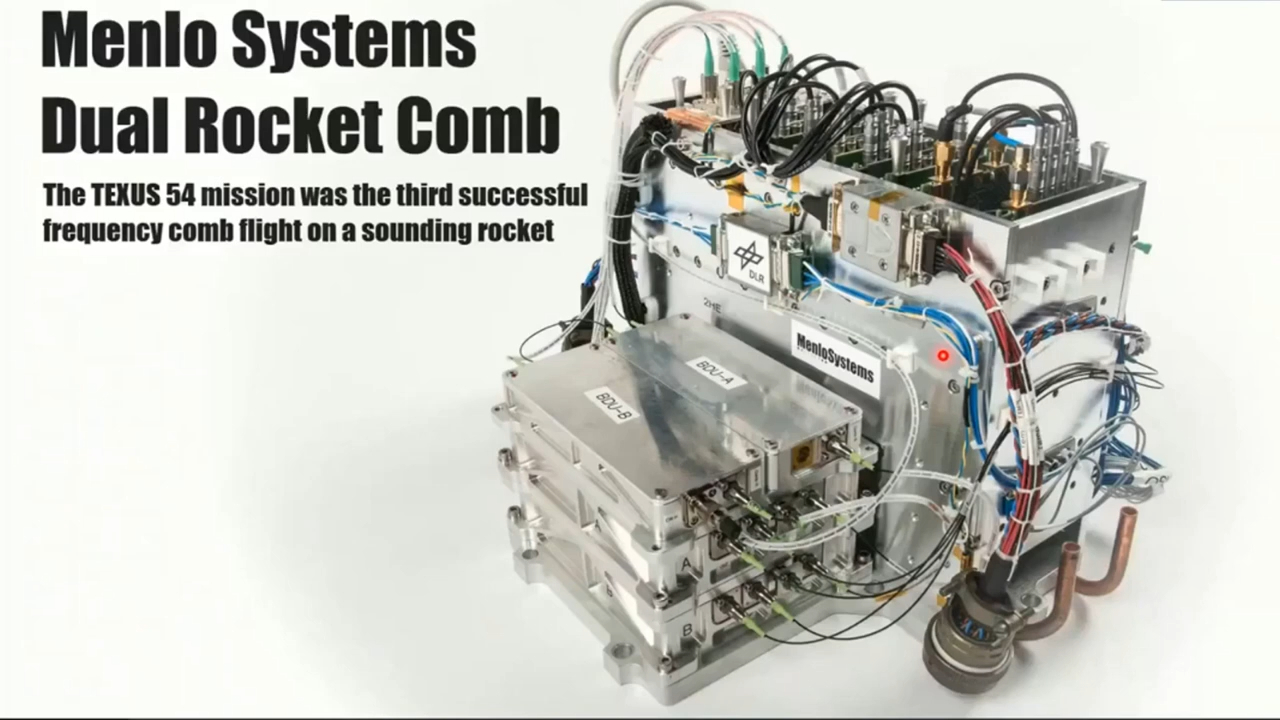 Menlo Systems
Dual Rocket Comb
The TEXUS 54 mission was the third successful
frequency comb flight on a sounding rocket
DLR
2HE
MenloSystems
BDU-A
BDU-B
A
B